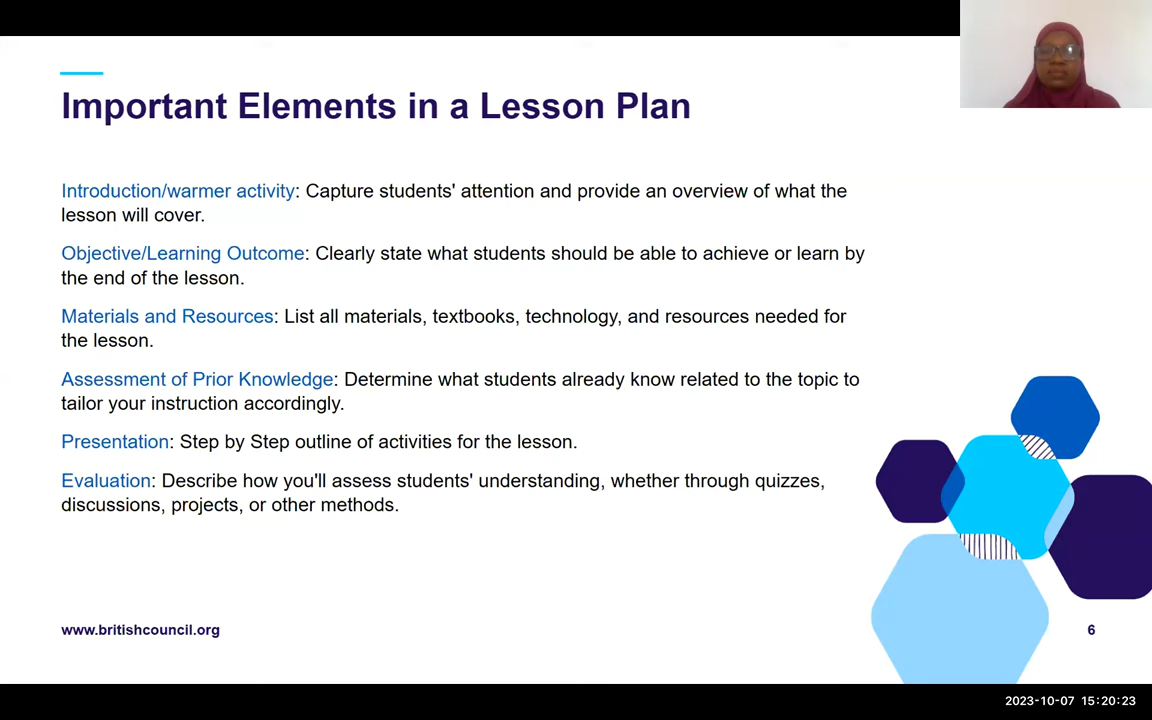 Important Elements in a Lesson Plan
Introduction/warmer activity: Capture students' attention and provide an overview of what the
lesson will cover.
Objective/Learning Outcome: Clearly state what students should be able to achieve or learn by
the end of the lesson.
Materials and Resources: List all materials, textbooks, technology, and resources needed for
the lesson.
Assessment of Prior Knowledge: Determine what students already know related to the topic to
tailor your instruction accordingly.
Presentation: Step by Step outline of activities for the lesson.
Evaluation: Describe how you'll assess students' understanding, whether through quizzes,
discussions, projects, or other methods.
www.britishcouncil.org
6
2023-10-07 15:20:23